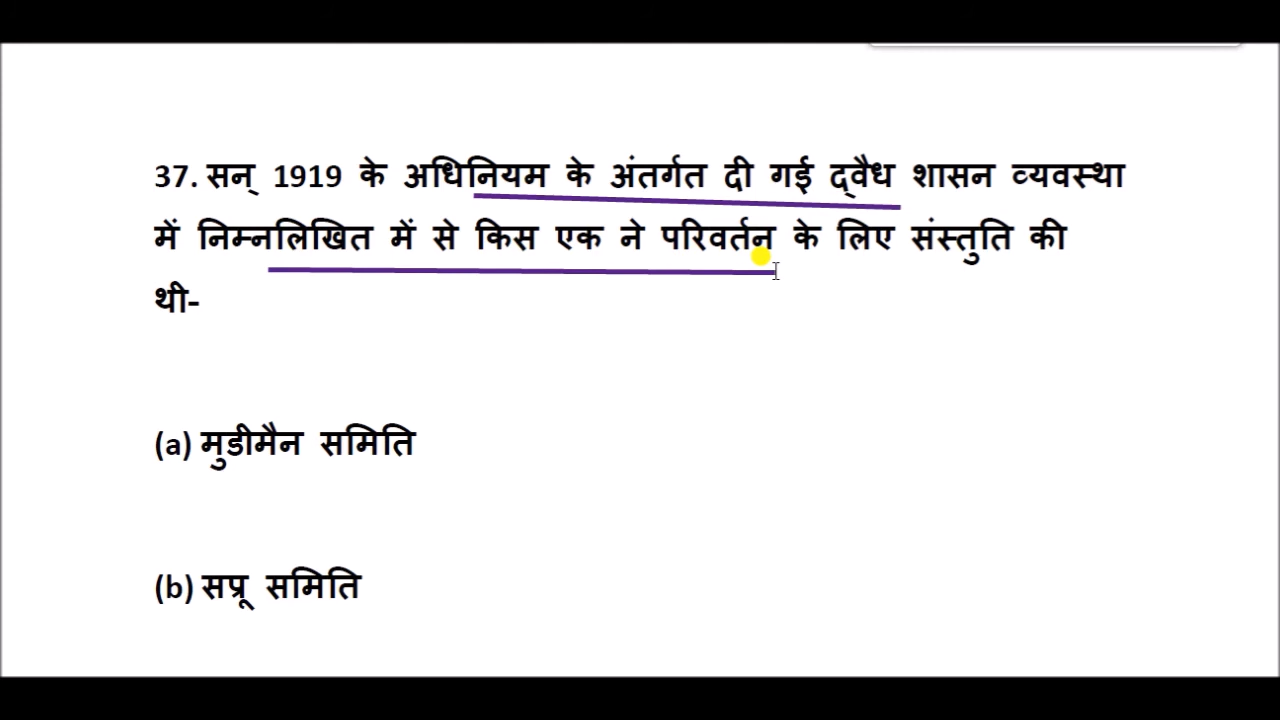 37. सन् 1919 के अधिनियम के अंतर्गत दी गई द्वैध शासन व्यवस्था
में निम्नलिखित में से किस एक ने परिवर्तन के लिए संस्तुति की
थी-
(a) मुडीमैन समिति
(b) सप्रू समिति